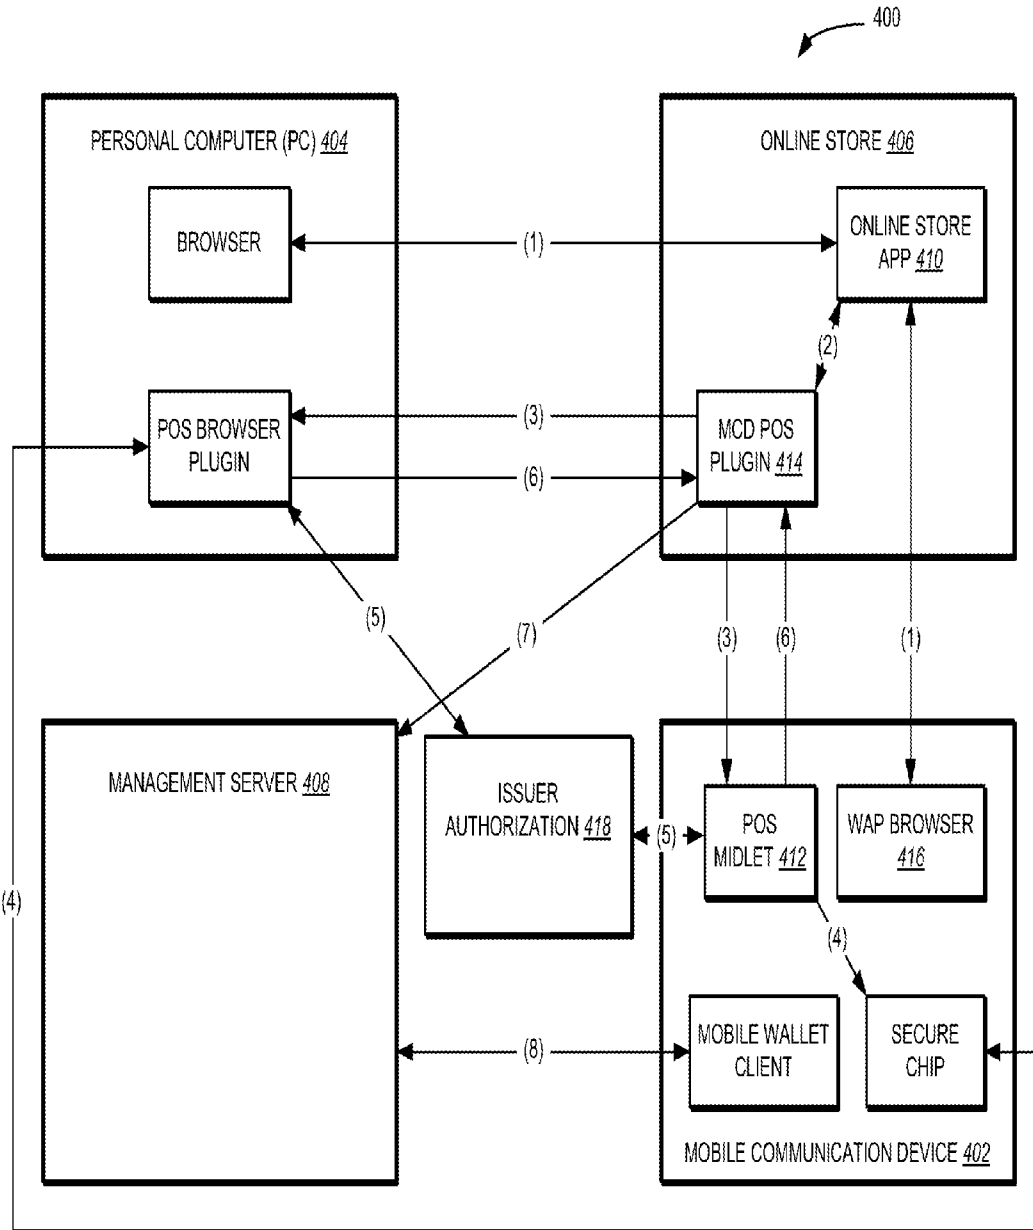 400
PERSONAL COMPUTER (PC) 404
ONLINE STORE 406
BROWSER
(1)
ONLINE STORE
APP 410
(2)
POS BROWSER
PLUGIN
(3)
(6)
MCD POS
PLUGIN 414
(5)
(7)
(3)
(6)
(1)
MANAGEMENT SERVER 408
ISSUER
AUTHORIZATION 418
(5)
POS
MIDLET 412
WAP BROWSER
416
(4)
(4)
(8)
MOBILE WALLET
CLIENT
SECURE
CHIP
MOBILE COMMUNICATION DEVICE 402